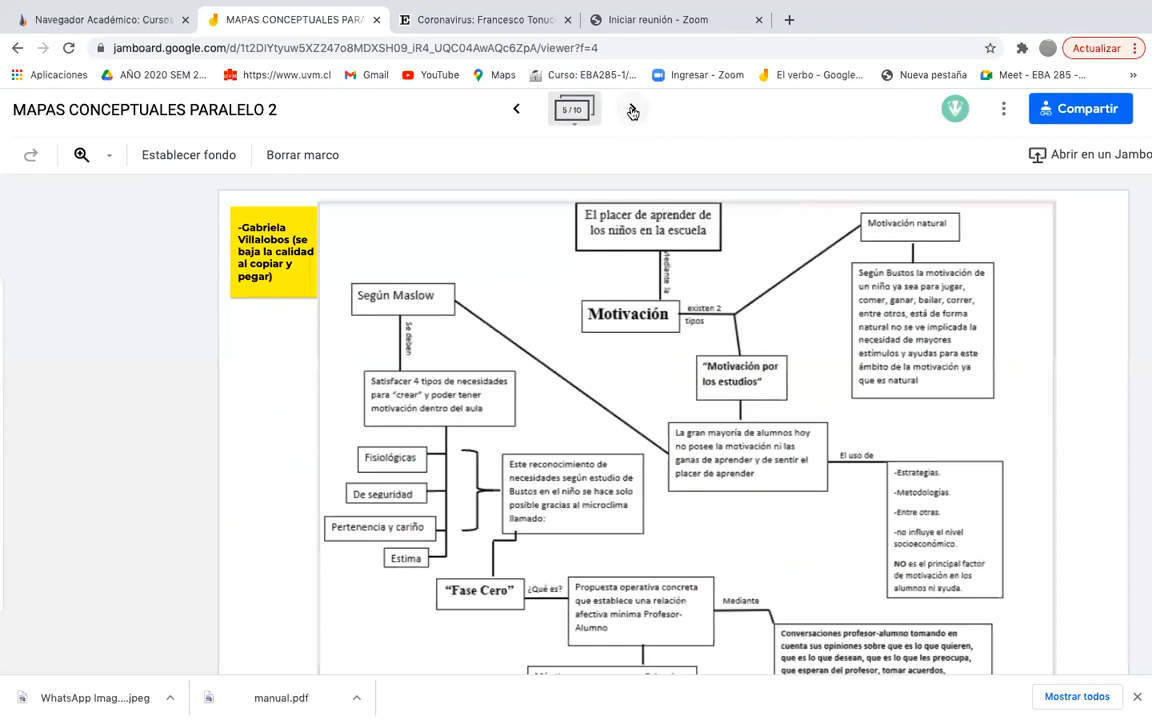 Navegador Académico: Cursos
MAPAS CONCEPTUALES PARA
Coronavirus: Francesco Tonuc
Iniciar reunión - Zoom
jamboard.google.com/d/1t2DIYtyuw5XZ247o8MDXSH09_iR4_UQC04AwAQc6ZpA/viewer?f=4
Actualizar
Aplicaciones
AÑO 2020 SEM 2...
https://www.uvm.cl
Gmail
YouTube
Maps
Curso: EBA285-1/...
Ingresar - Zoom
El verbo - Google...
Nueva pestaña
Meet - EBA 285 -...
MAPAS CONCEPTUALES PARALELO 2
5 / 10
Compartir
Establecer fondo
Borrar marco
Abrir en un Jambo
-Gabriela
Villalobos (se
baja la calidad
al copiar y
pegar)
El placer de aprender de
los niños en la escuela
Mediante la
Motivación
existen 2
tipos
Motivación natural
Según Bustos la motivación de
un niño ya sea para jugar,
comer, ganar, bailar, correr,
entre otros, está de forma
natural no se ve implicada la
necesidad de mayores
estímulos y ayudas para este
ámbito de la motivación ya
que es natural
"Motivación por
los estudios"
La gran mayoría de alumnos hoy
no posee la motivación ni las
ganas de aprender y de sentir el
placer de aprender
El uso de
-Estrategias.
-Metodologías.
-Entre otras.
-no influye el nivel
socioeconómico.
NO es el principal factor
de motivación en los
alumnos ni ayuda.
Según Maslow
Se deben
Satisfacer 4 tipos de necesidades
para "crear" y poder tener
motivación dentro del aula
Fisiológicas
De seguridad
Pertenencia y cariño
Estima
Este reconocimiento de
necesidades según estudio de
Bustos en el niño se hace solo
posible gracias al microclima
llamado:
"Fase Cero"
¿Qué es?
Propuesta operativa concreta
que establece una relación
afectiva mínima Profesor-
Alumno
Mediante
Conversaciones profesor-alumno tomando en
cuenta sus opiniones sobre que es lo que quieren,
que es lo que desean, que es lo que les preocupa,
que esperan del profesor, tomar acuerdos,
WhatsApp Imag....jpeg
manual.pdf
Mostrar todos